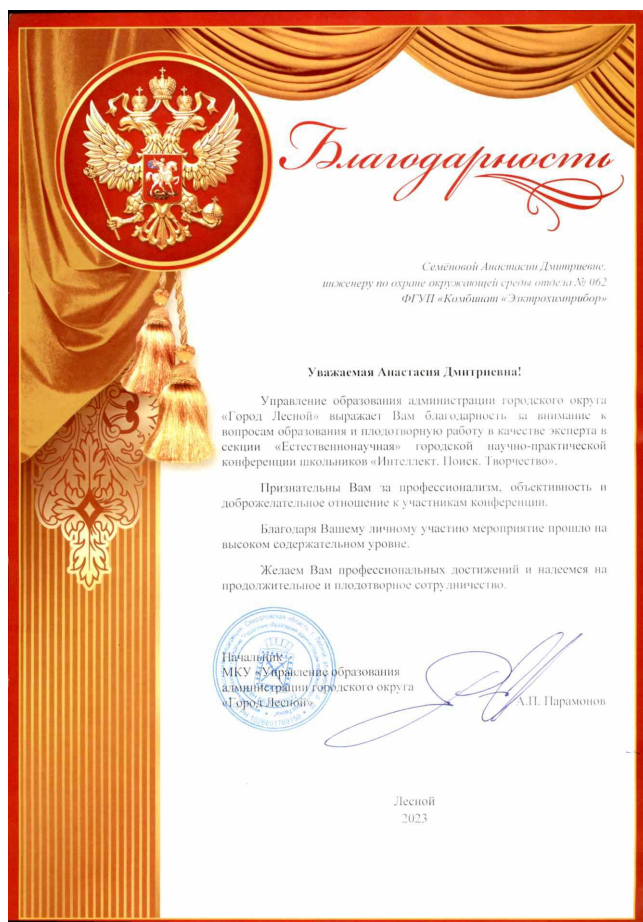 Благодарность
Семёновой Анастасии Дмитриевне,
инженеру по охране окружающей среды отдела № 062
ФГУП «Комбинат «Электрохимприбор»
Уважаемая Анастасия Дмитриевна!
Управление образования администрации городского округа
«Город Лесной» выражает Вам благодарность за внимание к
вопросам образования и плодотворную работу в качестве эксперта в
секции «Естественнонаучная» городской научно-практической
конференции школьников «Интеллект. Поиск. Творчество».
Признательны Вам за профессионализм, объективность и
доброжелательное отношение к участникам конференции.
Благодаря Вашему личному участию мероприятие прошло на
высоком содержательном уровне.
Желаем Вам профессиональных достижений и надеемся на
продолжительное и плодотворное сотрудничество.
Начальник
МКУ «Управление образования
администрации городского округа
«Город Лесной»
А.П. Парамонов
Лесной
2023